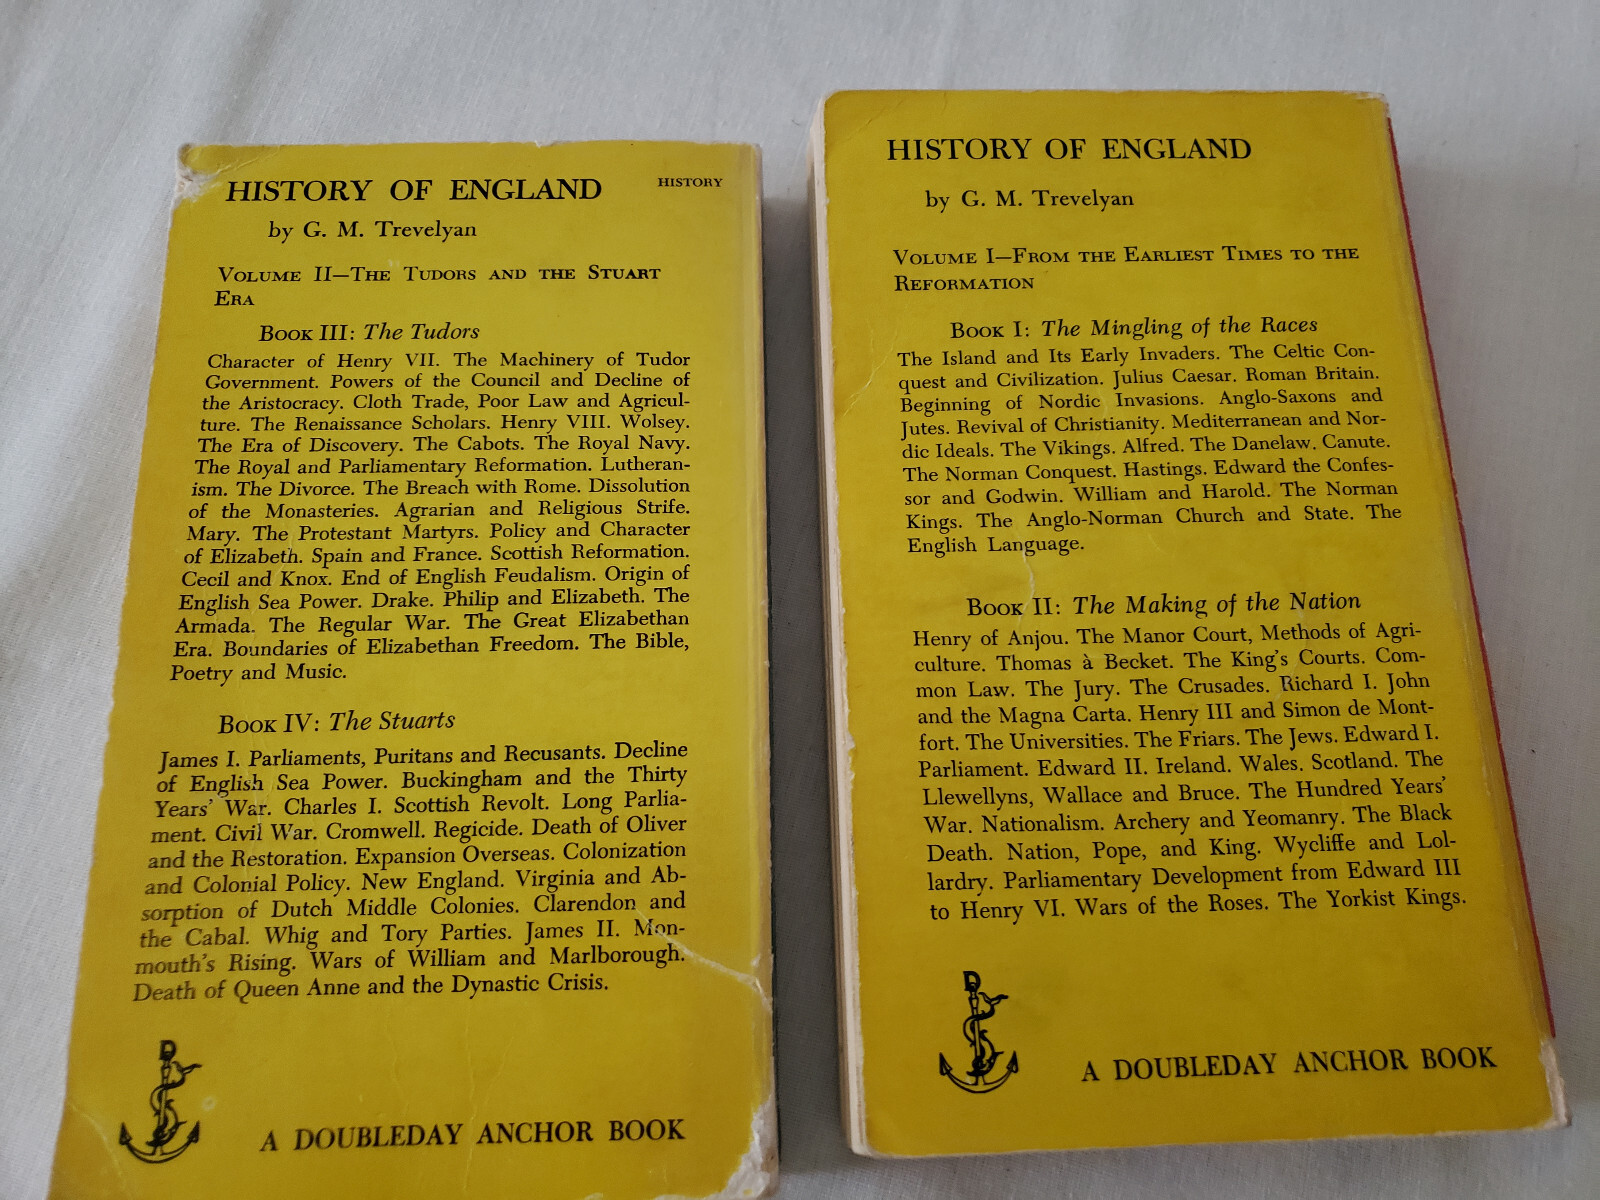 HISTORY OF ENGLAND
HISTORY
by G. M. Trevelyan
VOLUME II—THE TUDORS AND THE STUART
ERA
BOOK III: The Tudors
Character of Henry VII. The Machinery of Tudor
Government. Powers of the Council and Decline of
the Aristocracy. Cloth Trade, Poor Law and Agricul-
ture. The Renaissance Scholars. Henry VIII. Wolsey.
The Era of Discovery. The Cabots. The Royal Navy.
The Royal and Parliamentary Reformation. Lutheran-
ism. The Divorce. The Breach with Rome. Dissolution
of the Monasteries. Agrarian and Religious Strife.
Mary. The Protestant Martyrs. Policy and Character
of Elizabeth. Spain and France. Scottish Reformation.
Cecil and Knox. End of English Feudalism. Origin of
English Sea Power. Drake. Philip and Elizabeth. The
Armada. The Regular War. The Great Elizabethan
Era. Boundaries of Elizabethan Freedom. The Bible,
Poetry and Music.
BOOK IV: The Stuarts
James I. Parliaments, Puritans and Recusants. Decline
of English Sea Power. Buckingham and the Thirty
Years' War. Charles I. Scottish Revolt. Long Parlia-
ment. Civil War. Cromwell. Regicide. Death of Oliver
and the Restoration. Expansion Overseas. Colonization
and Colonial Policy. New England. Virginia and Ab-
sorption of Dutch Middle Colonies. Clarendon and
the Cabal. Whig and Tory Parties. James II. Mon-
mouth's Rising. Wars of William and Marlborough.
Death of Queen Anne and the Dynastic Crisis.
D
A DOUBLEDAY ANCHOR BOOK
HISTORY OF ENGLAND
by G. M. Trevelyan
VOLUME I—FROM THE EARLIEST TIMES TO THE
REFORMATION
BOOK I: The Mingling of the Races
The Island and Its Early Invaders. The Celtic Con-
quest and Civilization. Julius Caesar. Roman Britain.
Beginning of Nordic Invasions. Anglo-Saxons and
Jutes. Revival of Christianity. Mediterranean and Nor-
dic Ideals. The Vikings. Alfred. The Danelaw. Canute.
The Norman Conquest. Hastings. Edward the Confes-
sor and Godwin. William and Harold. The Norman
Kings. The Anglo-Norman Church and State. The
English Language.
BOOK II: The Making of the Nation
Henry of Anjou. The Manor Court, Methods of Agri-
culture. Thomas à Becket. The King's Courts. Com-
mon Law. The Jury. The Crusades. Richard I. John
and the Magna Carta. Henry III and Simon de Mont-
fort. The Universities. The Friars. The Jews. Edward I.
Parliament. Edward II. Ireland. Wales. Scotland. The
Llewellyns, Wallace and Bruce. The Hundred Years'
War. Nationalism. Archery and Yeomanry. The Black
Death. Nation, Pope, and King. Wycliffe and Lol-
lardry. Parliamentary Development from Edward III
to Henry VI. Wars of the Roses. The Yorkist Kings.
D
A DOUBLEDAY ANCHOR BOOK